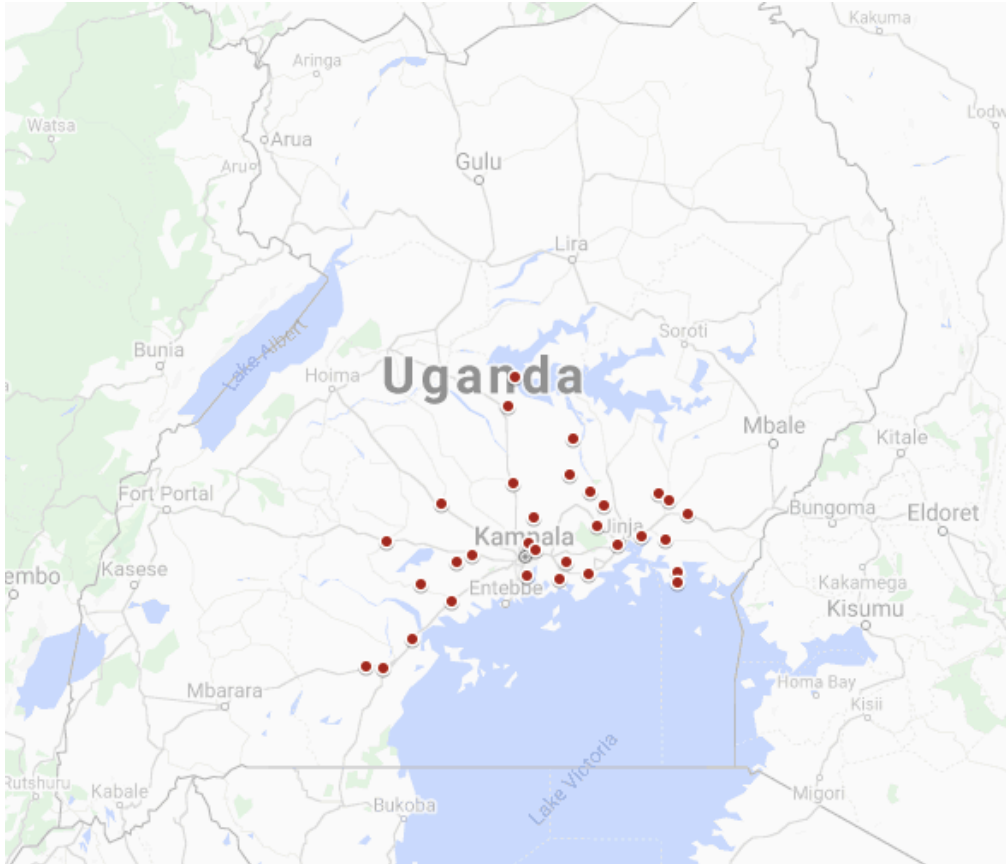 Kakuma
Aringa
Lodw
Watsa
Arua
Aru
Gulu
Lira
Lake Albert
Soroti
Bunia
Hoima
Uganda
Mbale
Kitale
Fort Portal
Bungoma
Eldoret
Kampala
Jinja
embo
Kasese
Entebbe
Kakamega
Kisumu
Mbarara
Homa Bay
Kisii
Lake Victoria
Rutshuru
Kabale
Bukoba
Migori